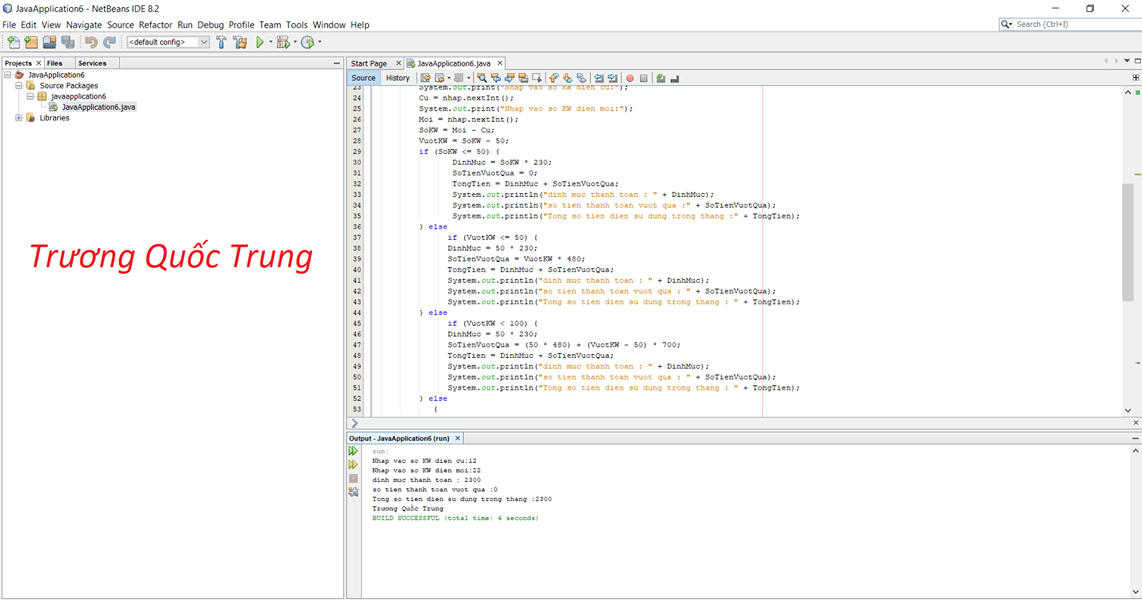 JavaApplication6 - NetBeans IDE 8.2
File Edit View Navigate Source Refactor Run Debug Profile Team Tools Window Help
Search (Ctrl+I)
<default config>
Projects Files Services
JavaApplication6
Source Packages
javaapplication6
JavaApplication6.java
Libraries
Trương Quốc Trung
Start Page JavaApplication6.java
Source History
23 System.out.print("Nhap vao so KW dien cu:");
24 Cu = nhap.nextInt();
25 System.out.print("Nhap vao so KW dien moi:");
26 Moi = nhap.nextInt();
27 SoKW = Moi - Cu;
28 VuotKW = SoKW - 50;
29 if (SoKW <= 50) {
30 DinhMuc = SoKW * 230;
31 SoTienVuotQua = 0;
32 TongTien = DinhMuc + SoTienVuotQua;
33 System.out.println("dinh muc thanh toan : " + DinhMuc);
34 System.out.println("so tien thanh toan vuot qua :" + SoTienVuotQua);
35 System.out.println("Tong so tien dien su dung trong thang :" + TongTien);
36 } else
37 if (VuotKW <= 50) {
38 DinhMuc = 50 * 230;
39 SoTienVuotQua = VuotKW * 480;
40 TongTien = DinhMuc + SoTienVuotQua;
41 System.out.println("dinh muc thanh toan : " + DinhMuc);
42 System.out.println("so tien thanh toan vuot qua : " + SoTienVuotQua);
43 System.out.println("Tong so tien dien su dung trong thang : " + TongTien);
44 } else
45 if (VuotKW < 100) {
46 DinhMuc = 50 * 230;
47 SoTienVuotQua = (50 * 480) + (VuotKW - 50) * 700;
48 TongTien = DinhMuc + SoTienVuotQua;
49 System.out.println("dinh muc thanh toan : " + DinhMuc);
50 System.out.println("so tien thanh toan vuot qua : " + SoTienVuotQua);
51 System.out.println("Tong so tien dien su dung trong thang : " + TongTien);
52 } else
53 {
Output - JavaApplication6 (run)
run:
Nhap vao so KW dien cu:12
Nhap vao so KW dien moi:22
dinh muc thanh toan : 2300
so tien thanh toan vuot qua :0
Tong so tien dien su dung trong thang :2300
Trương Quốc Trung
BUILD SUCCESSFUL (total time: 4 seconds)